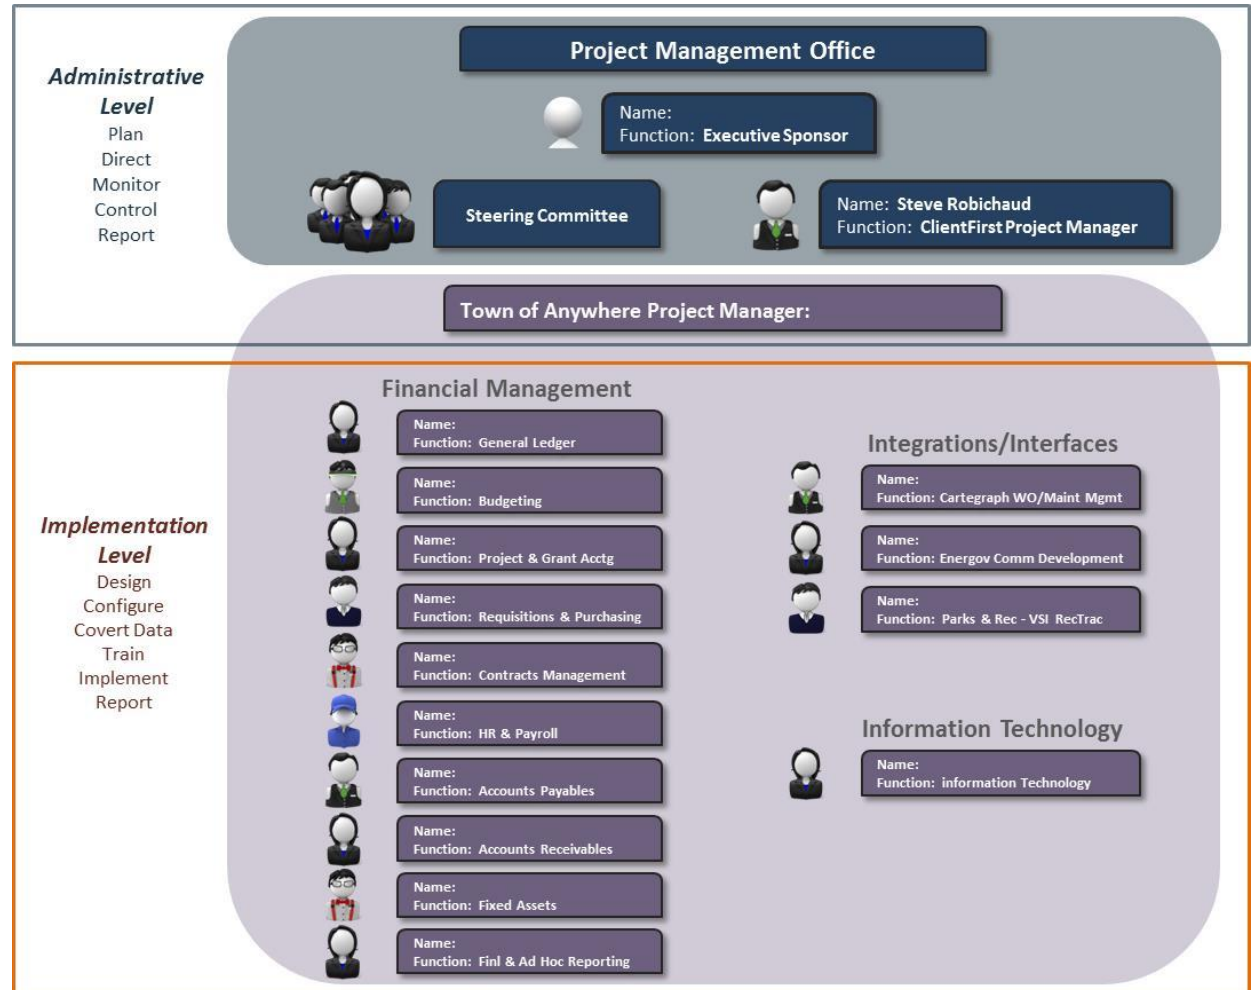 Project Management Office
Administrative
Level
Plan
Direct
Monitor
Control
Report
Name:
Function: Executive Sponsor
Steering Committee
Name: Steve Robichaud
Function: ClientFirst Project Manager
Town of Anywhere Project Manager:
Implementation
Level
Design
Configure
Covert Data
Train
Implement
Report
Financial Management
Name:
Function: General Ledger
Name:
Function: Budgeting
Name:
Function: Project & Grant Acctg
Name:
Function: Requisitions & Purchasing
Name:
Function: Contracts Management
Name:
Function: HR & Payroll
Name:
Function: Accounts Payables
Name:
Function: Accounts Receivables
Name:
Function: Fixed Assets
Name:
Function: Finl & Ad Hoc Reporting
Integrations/Interfaces
Name:
Function: Cartegraph WO/Maint Mgmt
Name:
Function: Energov Comm Development
Name:
Function: Parks & Rec - VSI RecTrac
Information Technology
Name:
Function: information Technology